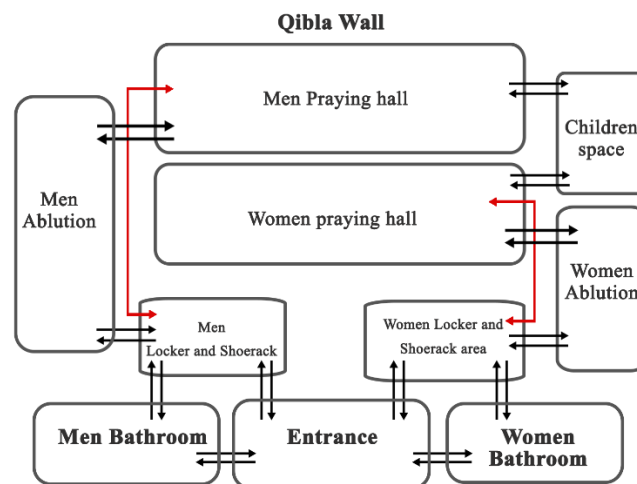 Qibla Wall
Men Praying hall
Children
space
Men
Ablution
Women praying hall
Women
Ablution
Men
Locker and Shoerack
Women Locker and
Shoerack area
Men Bathroom
Entrance
Women
Bathroom